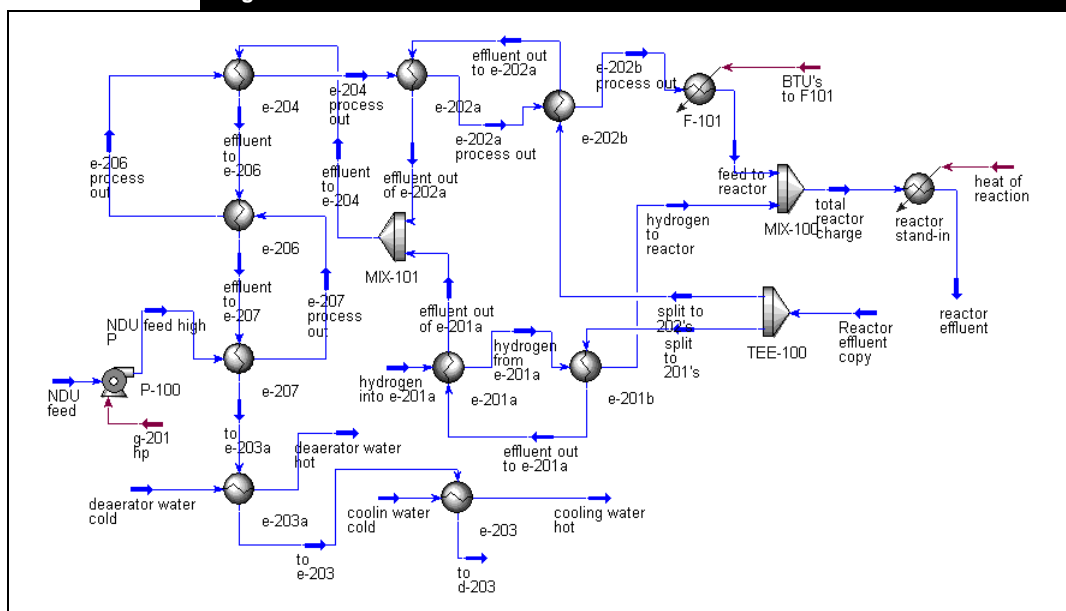 effluent out
to e-202a
e-202b
process out
BTU's
to F101
e-204
e-204
process
out
e-202a
e-202a
process out
e-202b
F-101
effluent
to
e-206
e-206
process
out
effluent
to
e-204
effluent out
of e-202a
feed to
reactor
MIX-100
total
reactor
charge
heat of
reaction
reactor
stand-in
hydrogen
to
reactor
e-206
MIX-101
effluent
to
e-207
e-207
process
out
effluent out
of e-201a
NDU feed high
P
split to
202's
split
to
201's
TEE-100
Reactor
effluent
copy
reactor
effluent
hydrogen
from
e-201a
hydrogen
into e-201a
e-201a
e-201b
P-100
NDU
feed
e-207
g-201
hp
to
e-203a
deaerator water
hot
effluent out
to e-201a
deaerator water
cold
e-203a
coolin water
cold
e-203
cooling water
hot
to
e-203
to
d-203